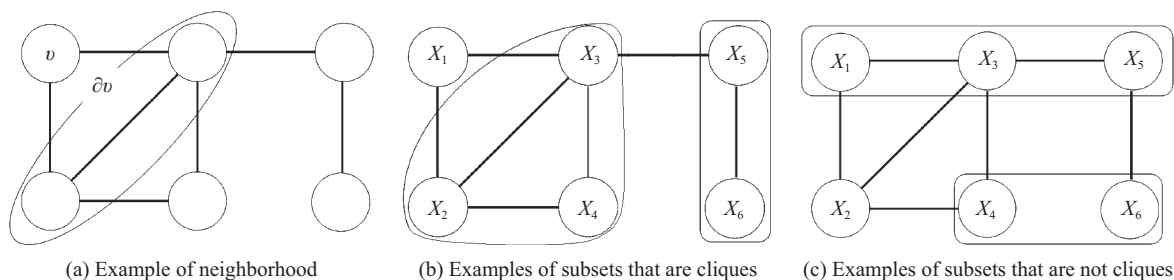 v
∂v
(a) Example of neighborhood
X₁ X₃ X₅
X₂ X₄ X₆
(b) Examples of subsets that are cliques
X₁ X₃ X₅
X₂ X₄ X₆
(c) Examples of subsets that are not cliques